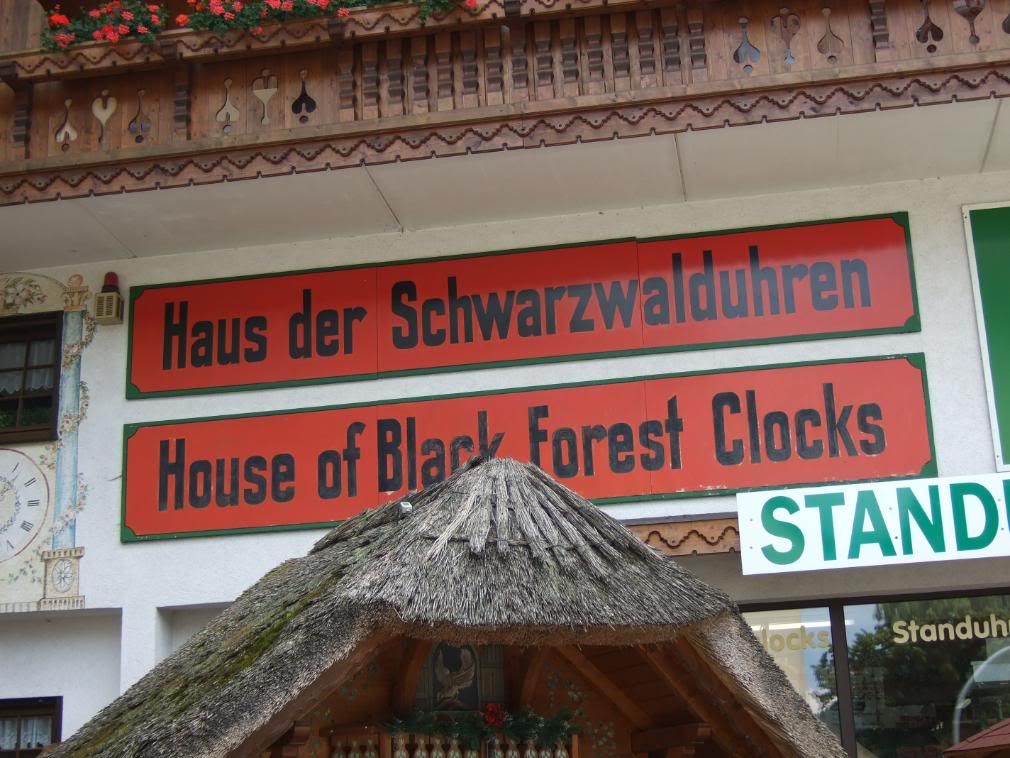 Haus der Schwarzwalduhren
House of Black Forest Clocks
STAND
Clocks
Standuhr